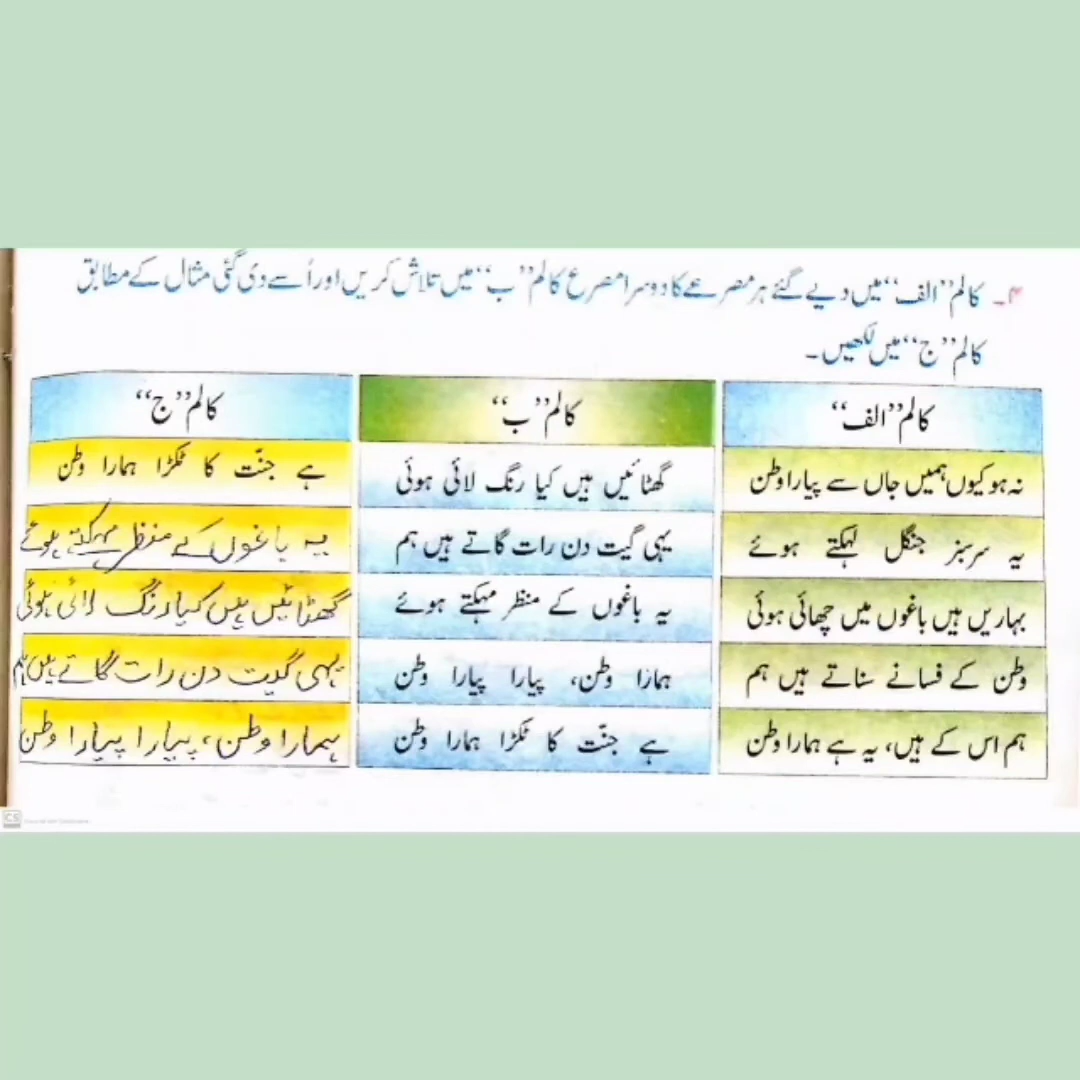 ۴۔ کالم ’’الف‘‘ میں دیے گئے ہر مصرعے کا دوسرا مصرع کالم ’’ب‘‘ میں تلاش کریں اور اُسے دی گئی مثال کے مطابق
کالم ’’ج‘‘ میں لکھیں۔
کالم ’’الف‘‘ کالم ’’ب‘‘ کالم ’’ج‘‘
نہ ہو کیوں ہمیں جاں سے پیارا وطن گھٹائیں ہیں کیا رنگ لائی ہوئی ہے جنّت کا ٹکڑا ہمارا وطن
یہ سرسبز جنگل لہکتے ہوئے یہی گیت دن رات گاتے ہیں ہم یہ باغوں کے منظر مہکتے ہوئے
بہاریں ہیں باغوں میں چھائی ہوئی یہ باغوں کے منظر مہکتے ہوئے گھٹائیں ہیں کیا رنگ لائی ہوئی
وطن کے فسانے سناتے ہیں ہم ہمارا وطن، پیارا پیارا وطن یہی گیت دن رات گاتے ہیں ہم
ہم اس کے ہیں، یہ ہے ہمارا وطن ہے جنّت کا ٹکڑا ہمارا وطن ہمارا وطن، پیارا پیارا وطن
CS